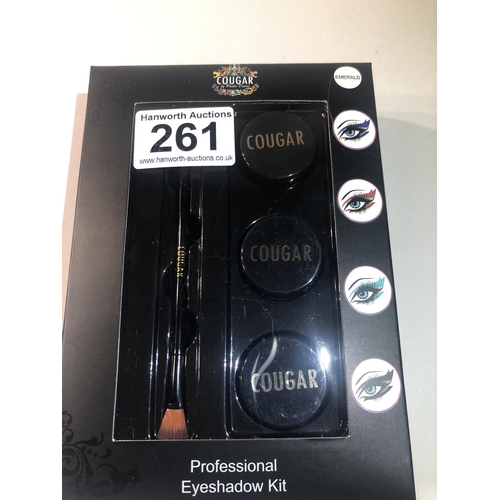 COUGAR
EMERALD
Hanworth Auctions
261
www.hanworth-auctions.co.uk
COUGAR
COUGAR
COUGAR
COUGAR
Professional
Eyeshadow Kit